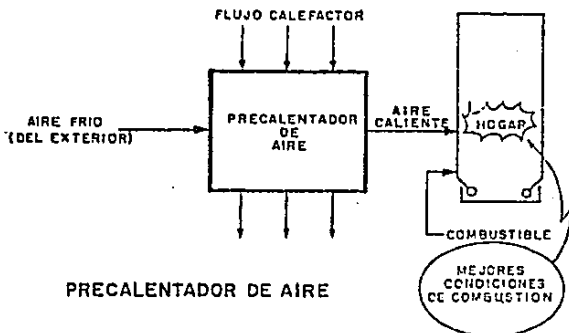 FLUJO CALEFACTOR
AIRE FRIO
(DEL EXTERIOR)
PRECALENTADOR
DE
AIRE
AIRE
CALIENTE
HOGAR
COMBUSTIBLE
MEJORES
CONDICIONES
DE COMBUSTION
PRECALENTADOR DE AIRE